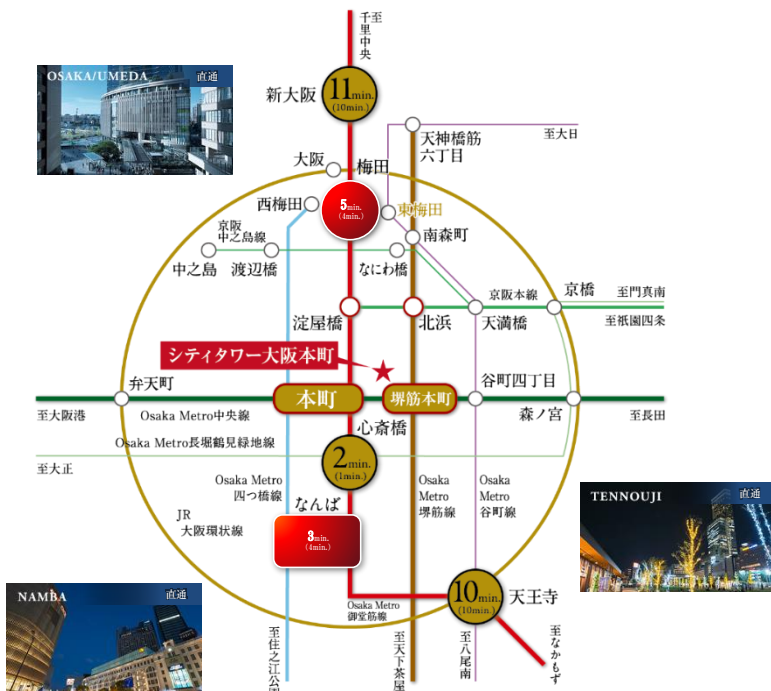 至千里中央
OSAKA/UMEDA
直通
新大阪
11min.
(10min.)
天神橋筋
六丁目
至大日
大阪
梅田
西梅田
5min.
(4min.)
東梅田
京阪
中之島線
南森町
中之島
渡辺橋
なにわ橋
京阪本線
京橋
至門真南
淀屋橋
北浜
天満橋
至祇園四条
シティタワー大阪本町
弁天町
本町
堺筋本町
谷町四丁目
森ノ宮
至大阪港
Osaka Metro中央線
至長田
心斎橋
Osaka Metro長堀鶴見緑地線
至大正
2min.
(1min.)
Osaka Metro
四つ橋線
Osaka
Metro
堺筋線
Osaka
Metro
谷町線
なんば
JR
大阪環状線
3min.
(4min.)
TENNOUJI
直通
NAMBA
直通
10min.
(10min.)
天王寺
Osaka Metro
御堂筋線
至住之江公園
至天下茶屋
至八尾南
至なかもず